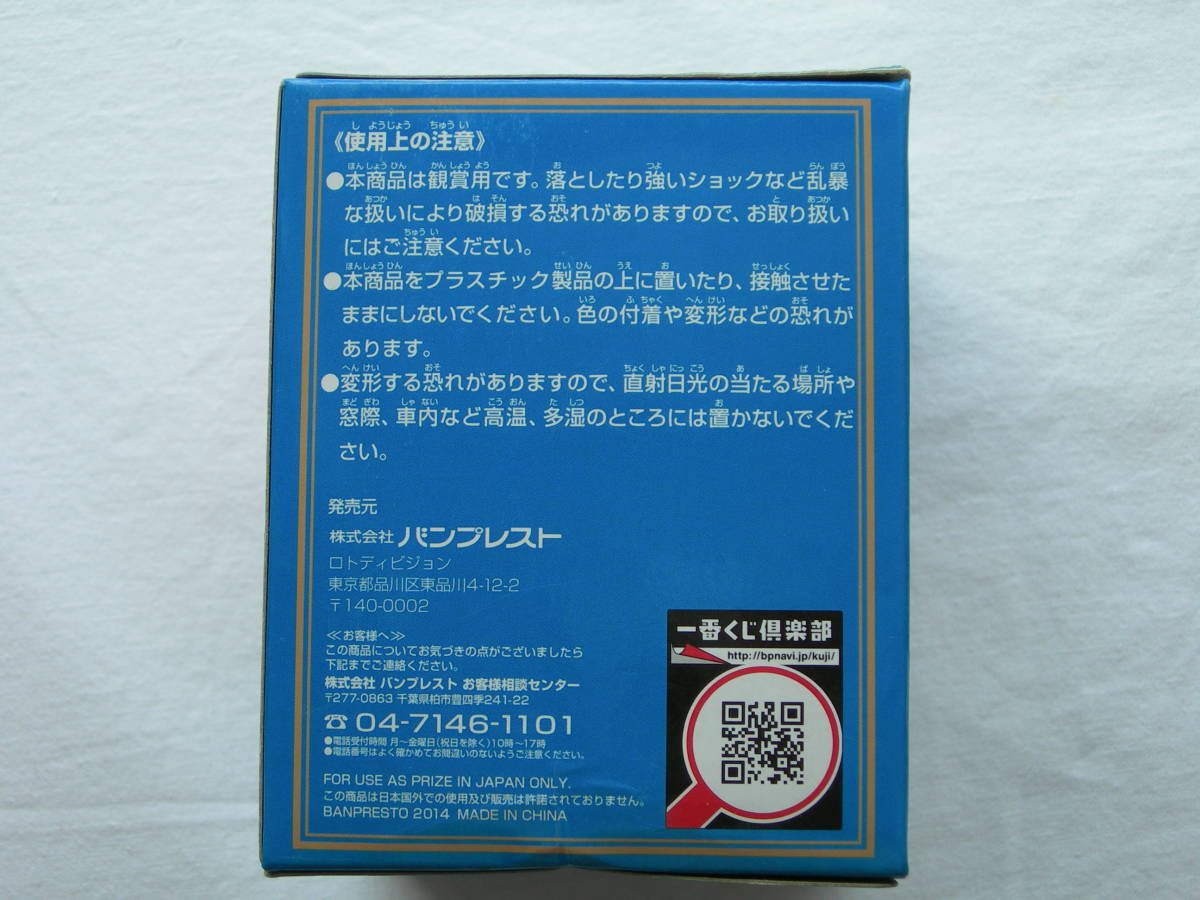 《使用上の注意》
●本商品は観賞用です。落としたり強いショックなど乱暴
な扱いにより破損する恐れがありますので、お取り扱い
にはご注意ください。
●本商品をプラスチック製品の上に置いたり、接触させた
ままにしないでください。色の付着や変形などの恐れが
あります。
●変形する恐れがありますので、直射日光の当たる場所や
窓際、車内など高温、多湿のところには置かないでくだ
さい。
発売元
株式会社 バンプレスト
ロトディビジョン
東京都品川区東品川4-12-2
〒140-0002
≪お客様へ≫
この商品についてお気づきの点がございましたら
下記までご連絡ください。
株式会社 バンプレスト お客様相談センター
〒277-0863 千葉県柏市豊四季241-22
☎ 04-7146-1101
●電話受付時間 月〜金曜日(祝日を除く)10時〜17時
●電話番号はよく確かめてお間違いのないようご注意ください。
FOR USE AS PRIZE IN JAPAN ONLY.
この商品は日本国外での使用及び販売は許諾されておりません。
BANPRESTO 2014 MADE IN CHINA
一番くじ倶楽部
http://bpnavi.jp/kuji/